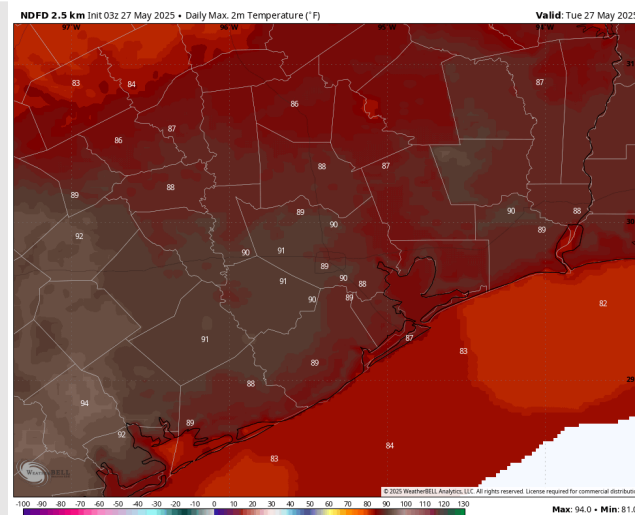 NDFD 2.5 km Init 03z 27 May 2025 • Daily Max. 2m Temperature (°F)
Valid: Tue 27 May 2025
97°W 96°W 95°W 94°W
31
83 84 87
86
87
86
88 87
88
89
89 90 88
90
92 89
90 91
89
91 90 88
90 89
82
91 87
83
89
88
94
89
92
84
83
30
29
WeatherBELL
© 2025 WeatherBELL Analytics, LLC. All rights reserved. License required for commercial distributio
-100 -90 -80 -70 -60 -50 -40 -30 -20 -10 0 10 20 30 40 50 60 70 80 90 100 110 120 130
Max: 94.0 • Min: 81.